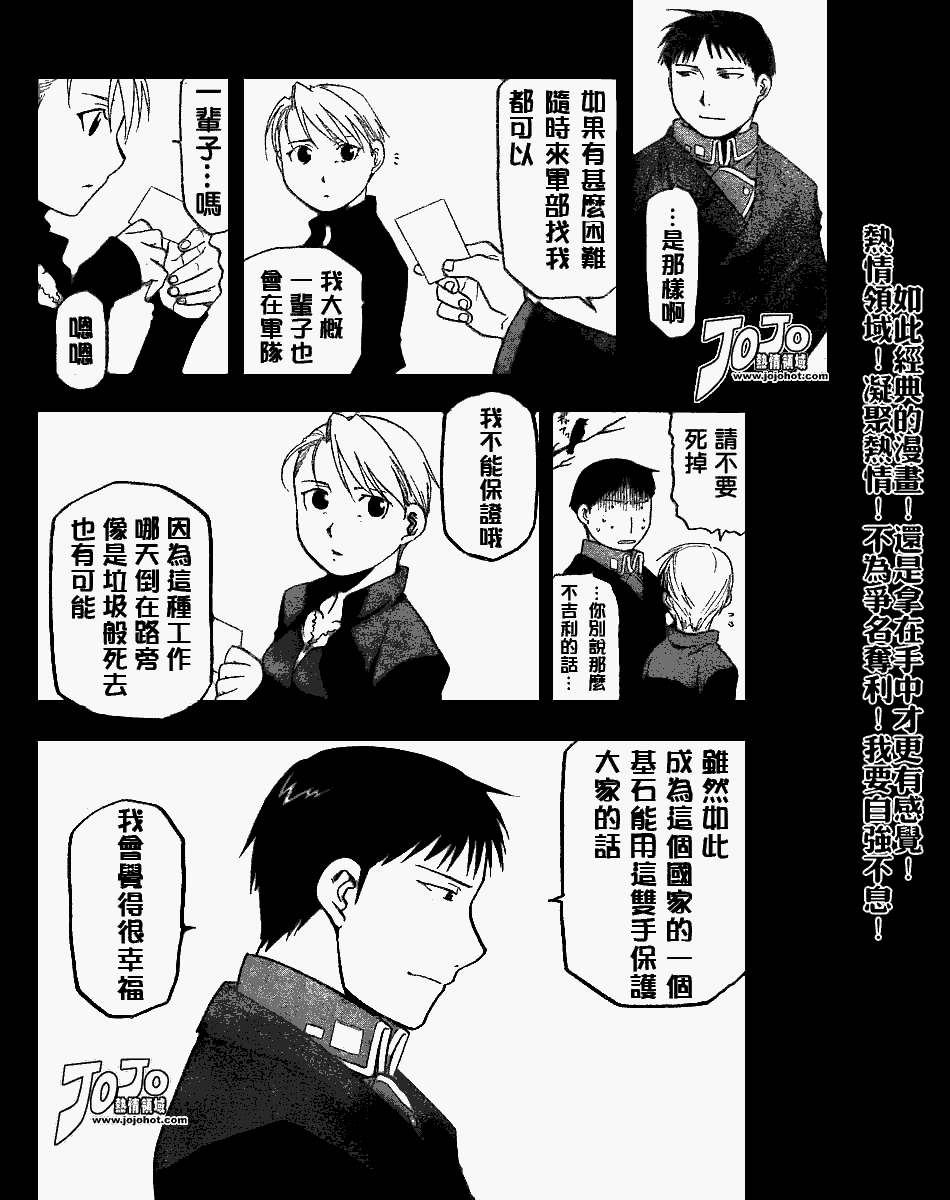 …是那樣啊
如果有甚麼困難
隨時來軍部找我
都可以
我大概
一輩子也
會在軍隊
一輩子…嗎
嗯嗯
請不要
死掉
…你別說那麼
不吉利的話…
我不能保證哦
因為這種工作
哪天倒在路旁
像是垃圾般死去
也有可能
雖然如此
成為這個國家的一個
基石能用這雙手保護
大家的話
我會覺得很幸福
如此經典的漫畫！還是拿在手中才更有感覺！
熱情領域！凝聚熱情！不為爭名奪利！我要自強不息！
JOJO
熱情領域
www.jojohot.com
JOJO
熱情領域
www.jojohot.com